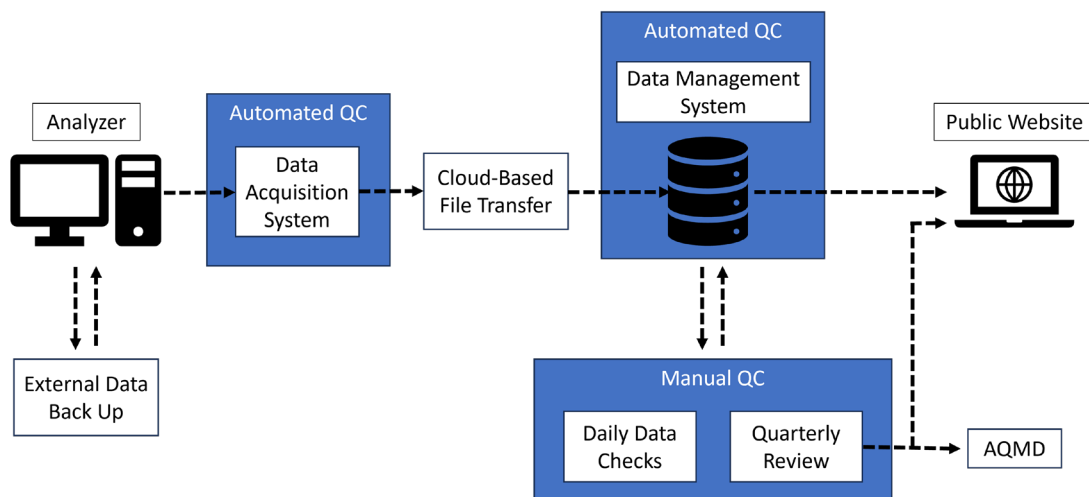 Analyzer
Automated QC
Data
Acquisition
System
Cloud-Based
File Transfer
Automated QC
Data Management
System
Public Website
External Data
Back Up
Manual QC
Daily Data
Checks
Quarterly
Review
AQMD